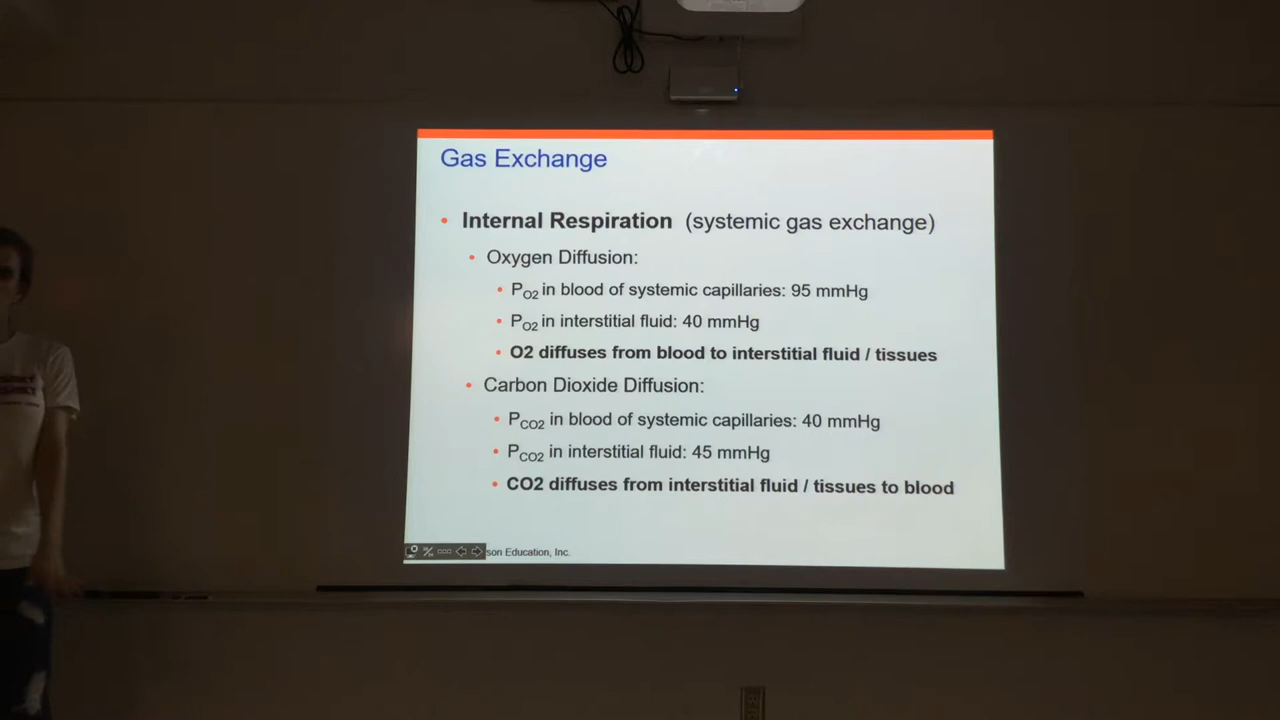 Gas Exchange
• Internal Respiration (systemic gas exchange)
• Oxygen Diffusion:
• PO2 in blood of systemic capillaries: 95 mmHg
• PO2 in interstitial fluid: 40 mmHg
• O2 diffuses from blood to interstitial fluid / tissues
• Carbon Dioxide Diffusion:
• PCO2 in blood of systemic capillaries: 40 mmHg
• PCO2 in interstitial fluid: 45 mmHg
• CO2 diffuses from interstitial fluid / tissues to blood
son Education, Inc.